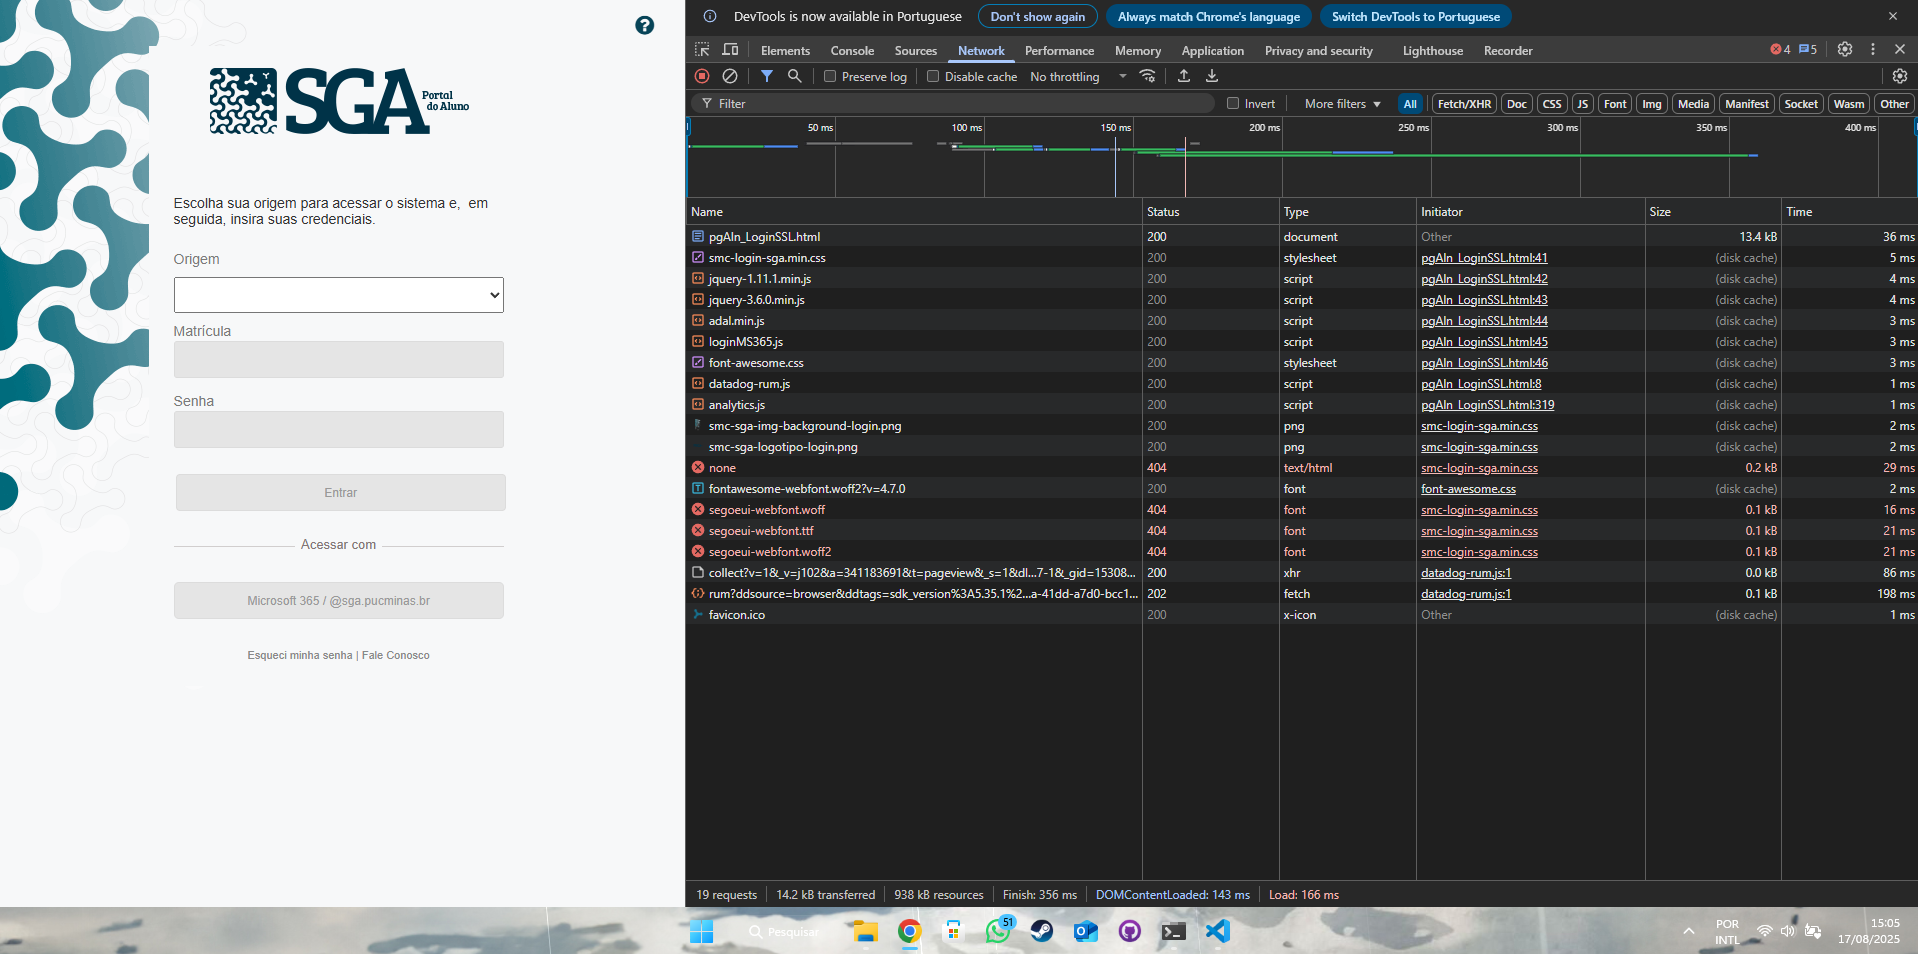 SGA Portal do Aluno
Escolha sua origem para acessar o sistema e, em
seguida, insira suas credenciais.
Origem
Matrícula
Senha
Entrar
Acessar com
Microsoft 365 / @sga.pucminas.br
Esqueci minha senha | Fale Conosco
DevTools is now available in Portuguese Don't show again Always match Chrome's language Switch DevTools to Portuguese
Elements Console Sources Network Performance Memory Application Privacy and security Lighthouse Recorder 4 5
Preserve log Disable cache No throttling
Filter Invert More filters All Fetch/XHR Doc CSS JS Font Img Media Manifest Socket Wasm Other
50 ms 100 ms 150 ms 200 ms 250 ms 300 ms 350 ms 400 ms
Name Status Type Initiator Size Time
pgAln_LoginSSL.html 200 document Other 13.4 kB 36 ms
smc-login-sga.min.css 200 stylesheet pgAln_LoginSSL.html:41 (disk cache) 5 ms
jquery-1.11.1.min.js 200 script pgAln_LoginSSL.html:42 (disk cache) 4 ms
jquery-3.6.0.min.js 200 script pgAln_LoginSSL.html:43 (disk cache) 4 ms
adal.min.js 200 script pgAln_LoginSSL.html:44 (disk cache) 3 ms
loginMS365.js 200 script pgAln_LoginSSL.html:45 (disk cache) 3 ms
font-awesome.css 200 stylesheet pgAln_LoginSSL.html:46 (disk cache) 3 ms
datadog-rum.js 200 script pgAln_LoginSSL.html:8 (disk cache) 1 ms
analytics.js 200 script pgAln_LoginSSL.html:319 (disk cache) 1 ms
smc-sga-img-background-login.png 200 png smc-login-sga.min.css (disk cache) 2 ms
smc-sga-logotipo-login.png 200 png smc-login-sga.min.css (disk cache) 2 ms
none 404 text/html smc-login-sga.min.css 0.2 kB 29 ms
fontawesome-webfont.woff2?v=4.7.0 200 font font-awesome.css (disk cache) 2 ms
segoeui-webfont.woff 404 font smc-login-sga.min.css 0.1 kB 16 ms
segoeui-webfont.ttf 404 font smc-login-sga.min.css 0.1 kB 21 ms
segoeui-webfont.woff2 404 font smc-login-sga.min.css 0.1 kB 21 ms
collect?v=1&_v=j102&a=341183691&t=pageview&_s=1&dl...7-1&_gid=15308... 200 xhr datadog-rum.js:1 0.0 kB 86 ms
rum?ddsource=browser&ddtags=sdk_version%3A5.35.1%2...a-41dd-a7d0-bcc1... 202 fetch datadog-rum.js:1 0.1 kB 198 ms
favicon.ico 200 x-icon Other (disk cache) 1 ms
19 requests 14.2 kB transferred 938 kB resources Finish: 356 ms DOMContentLoaded: 143 ms Load: 166 ms
Pesquisar 51 POR 15:05
INTL 17/08/2025